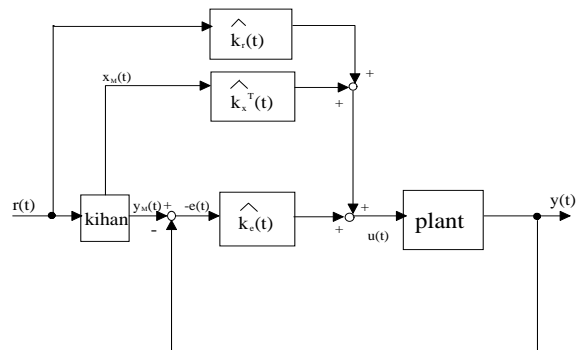 k̂ᵣ(t)
+
xₘ(t)
k̂ₓᵀ(t)
+
r(t)
kihan
yₘ(t)
+
-
-e(t)
k̂ₑ(t)
+
+
u(t)
plant
y(t)